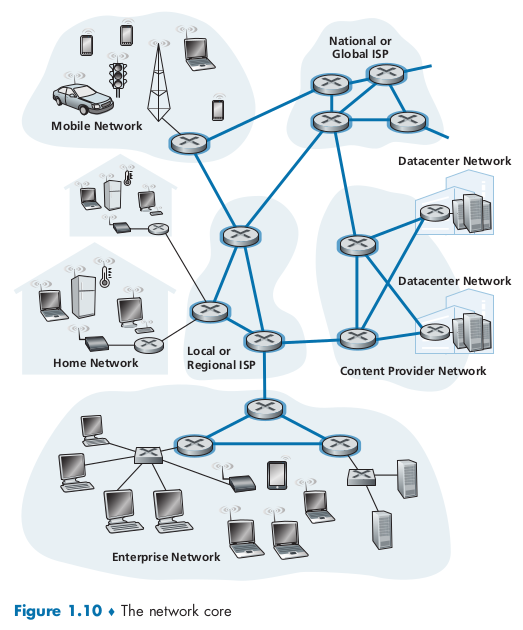 National or
Global ISP
Mobile Network
Datacenter Network
Datacenter Network
Home Network
Local or
Regional ISP
Content Provider Network
Enterprise Network
Figure 1.10 ♦ The network core